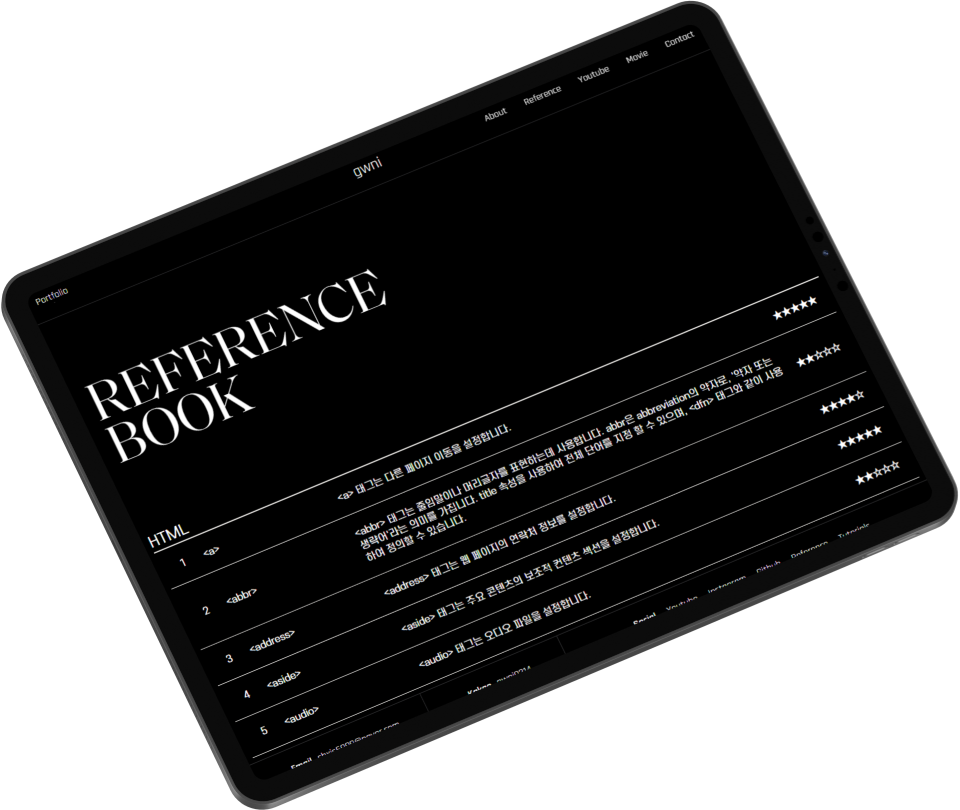 Portfolio
gwni
About Reference Youtube Movie Contact
REFERENCE
BOOK
HTML
1 <a> <a> 태그는 다른 페이지 이동을 설정합니다. ★★★★★
2 <abbr> <abbr> 태그는 줄임말이나 머리글자를 표현하는데 사용합니다. abbr은 abbreviation의 약자로, '약자 또는
생략어'라는 의미를 가집니다. title 속성을 사용하여 전체 단어를 지정 할 수 있으며, <dfn> 태그와 같이 사용
하여 정의할 수 있습니다. ★★☆☆☆
3 <address> <address> 태그는 웹 페이지의 연락처 정보를 설정합니다. ★★★★☆
4 <aside> <aside> 태그는 주요 콘텐츠의 보조적 컨텐츠 섹션을 설정합니다. ★★★★★
5 <audio> <audio> 태그는 오디오 파일을 설정합니다. ★★☆☆☆
Email
Kakao gwni0314
Social Youtube Instagram Github Reference Tutorials